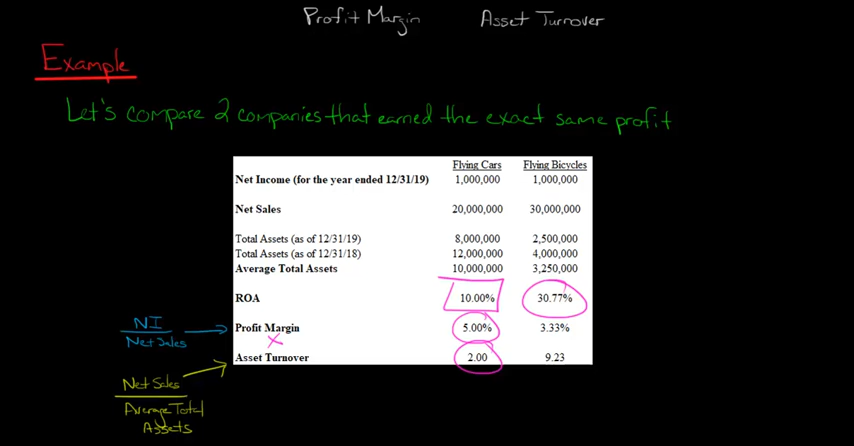 Profit Margin Asset Turnover
Example
Let's compare 2 companies that earned the exact same profit
Flying Cars Flying Bicycles
Net Income (for the year ended 12/31/19) 1,000,000 1,000,000
Net Sales 20,000,000 30,000,000
Total Assets (as of 12/31/19) 8,000,000 2,500,000
Total Assets (as of 12/31/18) 12,000,000 4,000,000
Average Total Assets 10,000,000 3,250,000
ROA 10.00% 30.77%
NI
Net Sales
Profit Margin 5.00% 3.33%
×
Asset Turnover 2.00 9.23
Net Sales
Average Total
Assets